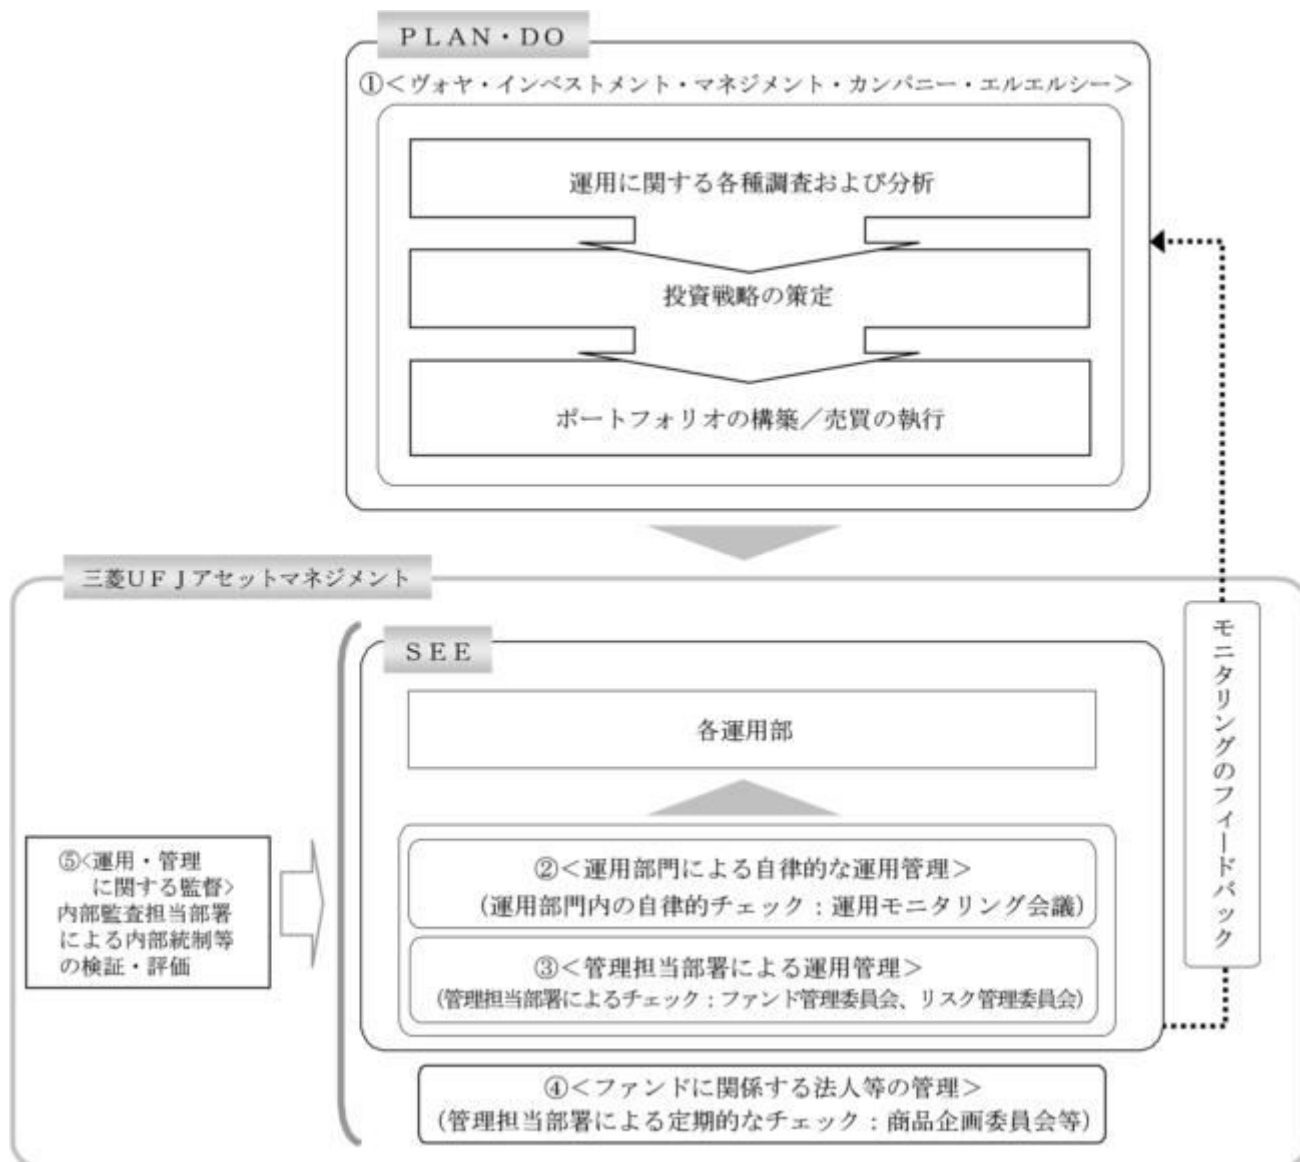 ＰＬＡＮ・ＤＯ
①＜ヴォヤ・インベストメント・マネジメント・カンパニー・エルエルシー＞
運用に関する各種調査および分析
投資戦略の策定
ポートフォリオの構築／売買の執行
三菱ＵＦＪアセットマネジメント
ＳＥＥ
各運用部
②＜運用部門による自律的な運用管理＞
（運用部門内の自律的チェック：運用モニタリング会議）
③＜管理担当部署による運用管理＞
（管理担当部署によるチェック：ファンド管理委員会、リスク管理委員会）
④＜ファンドに関係する法人等の管理＞
（管理担当部署による定期的なチェック：商品企画委員会等）
⑤＜運用・管理
に関する監督＞
内部監査担当部署
による内部統制等
の検証・評価
モニタリングのフィードバック